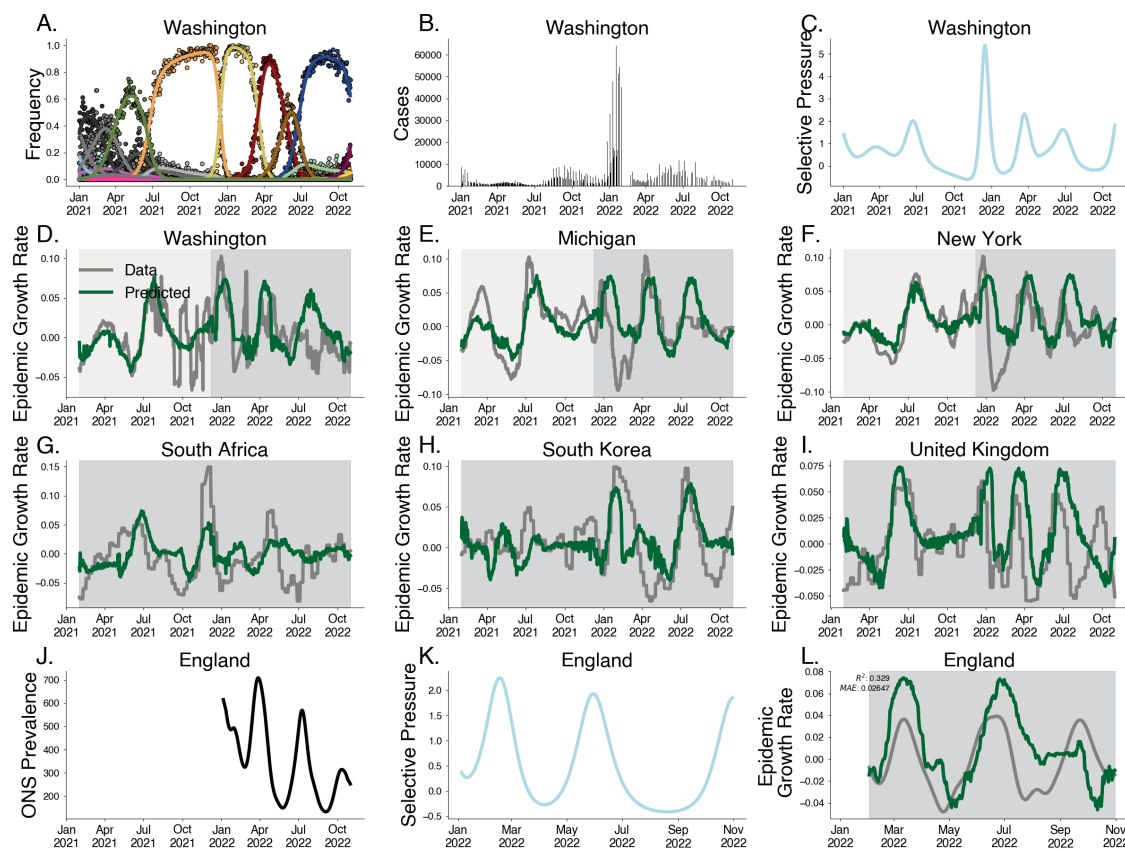 A.
Washington
Frequency
1.0
0.8
0.6
0.4
0.2
0.0
Jan Apr Jul Oct Jan Apr Jul Oct
2021 2021 2021 2021 2022 2022 2022 2022
B.
Washington
Cases
60000
50000
40000
30000
20000
10000
0
Jan Apr Jul Oct Jan Apr Jul Oct
2021 2021 2021 2021 2022 2022 2022 2022
C.
Washington
Selective Pressure
5
4
3
2
1
0
Jan Apr Jul Oct Jan Apr Jul Oct
2021 2021 2021 2021 2022 2022 2022 2022
D.
Washington
Epidemic Growth Rate
Data
Predicted
0.10
0.05
0.00
−0.05
Jan Apr Jul Oct Jan Apr Jul Oct
2021 2021 2021 2021 2022 2022 2022 2022
E.
Michigan
Epidemic Growth Rate
0.10
0.05
0.00
−0.05
−0.10
Jan Apr Jul Oct Jan Apr Jul Oct
2021 2021 2021 2021 2022 2022 2022 2022
F.
New York
Epidemic Growth Rate
0.10
0.05
0.00
−0.05
−0.10
Jan Apr Jul Oct Jan Apr Jul Oct
2021 2021 2021 2021 2022 2022 2022 2022
G.
South Africa
Epidemic Growth Rate
0.15
0.10
0.05
0.00
−0.05
Jan Apr Jul Oct Jan Apr Jul Oct
2021 2021 2021 2021 2022 2022 2022 2022
H.
South Korea
Epidemic Growth Rate
0.10
0.05
0.00
−0.05
Jan Apr Jul Oct Jan Apr Jul Oct
2021 2021 2021 2021 2022 2022 2022 2022
I.
United Kingdom
Epidemic Growth Rate
0.075
0.050
0.025
0.000
−0.025
−0.050
Jan Apr Jul Oct Jan Apr Jul Oct
2021 2021 2021 2021 2022 2022 2022 2022
J.
England
ONS Prevalence
700
600
500
400
300
200
Jan Apr Jul Oct Jan Apr Jul Oct
2021 2021 2021 2021 2022 2022 2022 2022
K.
England
Selective Pressure
2.0
1.5
1.0
0.5
0.0
−0.5
Jan Mar May Jul Sep Nov
2022 2022 2022 2022 2022 2022
L.
England
Epidemic
Growth Rate
R²: 0.329
MAE: 0.02647
0.08
0.06
0.04
0.02
0.00
−0.02
−0.04
Jan Mar May Jul Sep Nov
2022 2022 2022 2022 2022 2022